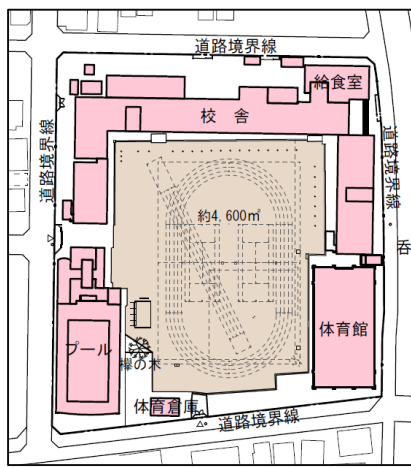 道路境界線
給食室
校舎
道路境界線
道路境界線
約4,600㎡
呑
体育館
プール
欅の木
体育倉庫
道路境界線